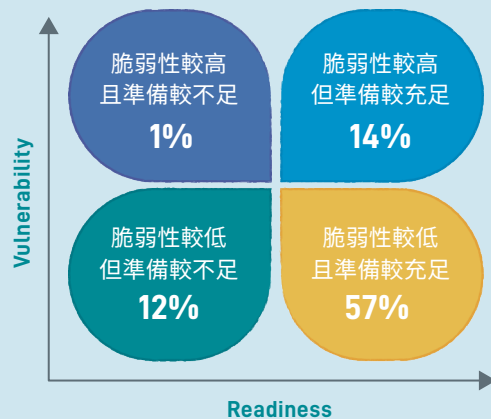 脆弱性較高
且準備較不足
1%
脆弱性較高
但準備較充足
14%
Vulnerability
脆弱性較低
但準備較不足
12%
脆弱性較低
且準備較充足
57%
Readiness